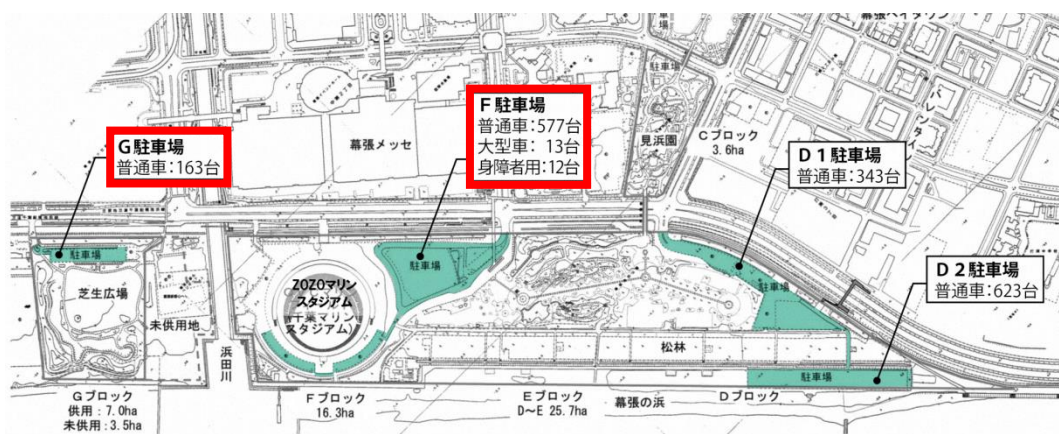 幕張ベイタウン
駐車場
F駐車場
普通車：577台
大型車： 13台
身障者用：12台
G駐車場
普通車：163台
幕張メッセ
見浜園
Cブロック
3.6ha
D1駐車場
普通車：343台
D2駐車場
普通車：623台
駐車場
芝生広場
未供用地
浜田川
ZOZOマリン
スタジアム
(千葉マリン
スタジアム)
駐車場
駐車場
松林
駐車場
Gブロック
供用：7.0ha
未供用：3.5ha
Fブロック
16.3ha
Eブロック
D～E 25.7ha
幕張の浜
Dブロック